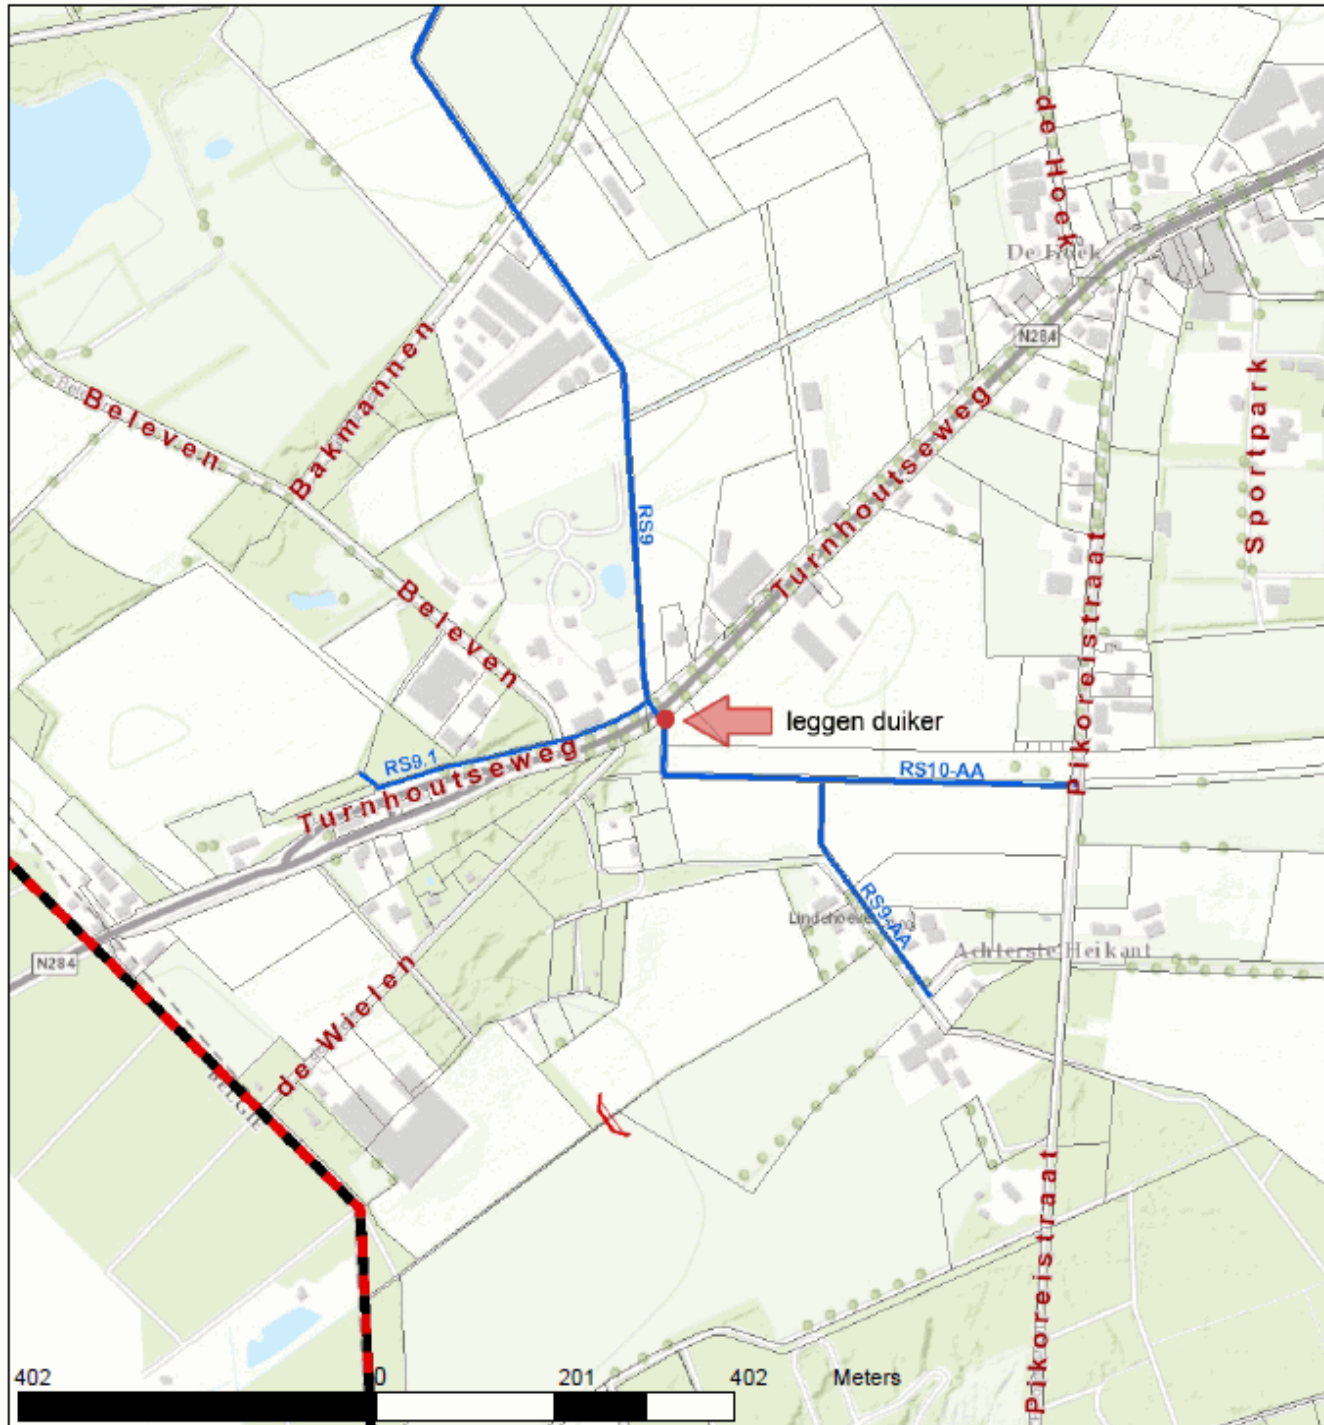 de Hoek
De Hoek
N284
Bakmannen
Beleven
Sportpark
Turnhoutseweg
RS9
Pikoreistraat
Beleven
leggen duiker
RS9.1
Turnhoutseweg
RS10-AA
RS9-AA
Achterste Heikant
N284
de Wielen
BELGIE
Pikoreistraat
402 0 201 402 Meters